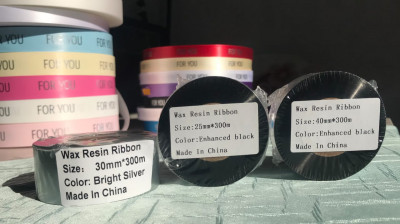 FOR YOU FOR YOU
FOR YOU FOR YOU
FOR YOU FOR YOU
FOR YOU FOR YOU
FOR YOU
Wax Resin Ribbon
Size: 30mm*300m
Color: Bright Silver
Made In China
Wax Resin Ribbon
Size:25mm*300m
Color:Enhanced black
Made In China
Wax Resin Ribbon
Size:40mm*300m
Color:Enhanced black
Made In China